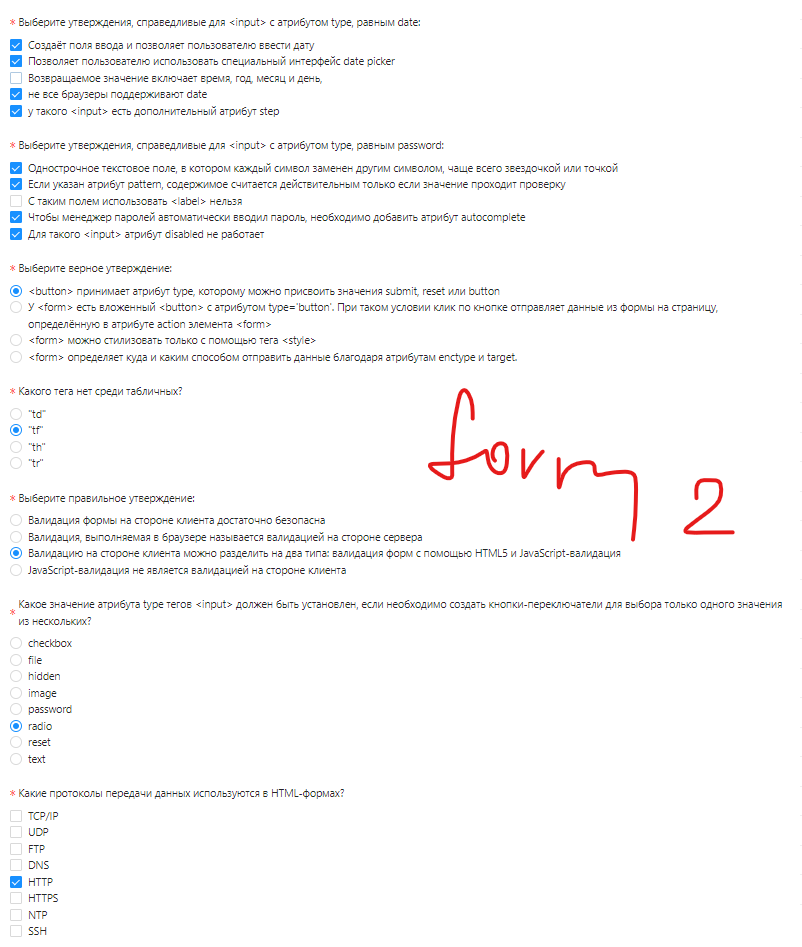 * Выберите утверждения, справедливые для <input> с атрибутом type, равным date:
Создаёт поля ввода и позволяет пользователю ввести дату
Позволяет пользователю использовать специальный интерфейс date picker
Возвращаемое значение включает время, год, месяц и день,
не все браузеры поддерживают date
у такого <input> есть дополнительный атрибут step
* Выберите утверждения, справедливые для <input> с атрибутом type, равным password:
Однострочное текстовое поле, в котором каждый символ заменен другим символом, чаще всего звездочкой или точкой
Если указан атрибут pattern, содержимое считается действительным только если значение проходит проверку
С таким полем использовать <label> нельзя
Чтобы менеджер паролей автоматически вводил пароль, необходимо добавить атрибут autocomplete
Для такого <input> атрибут disabled не работает
* Выберите верное утверждение:
<button> принимает атрибут type, которому можно присвоить значения submit, reset или button
У <form> есть вложенный <button> с атрибутом type='button'. При таком условии клик по кнопке отправляет данные из формы на страницу,
определённую в атрибуте action элемента <form>
<form> можно стилизовать только с помощью тега <style>
<form> определяет куда и каким способом отправить данные благодаря атрибутам enctype и target.
* Какого тега нет среди табличных?
"td"
"tf"
"th"
"tr"
form 2
* Выберите правильное утверждение:
Валидация формы на стороне клиента достаточно безопасна
Валидация, выполняемая в браузере называется валидацией на стороне сервера
Валидацию на стороне клиента можно разделить на два типа: валидация форм с помощью HTML5 и JavaScript-валидация
JavaScript-валидация не является валидацией на стороне клиента
* Какое значение атрибута type тегов <input> должен быть установлен, если необходимо создать кнопки-переключатели для выбора только одного значения
из нескольких?
checkbox
file
hidden
image
password
radio
reset
text
* Какие протоколы передачи данных используются в HTML-формах?
TCP/IP
UDP
FTP
DNS
HTTP
HTTPS
NTP
SSH